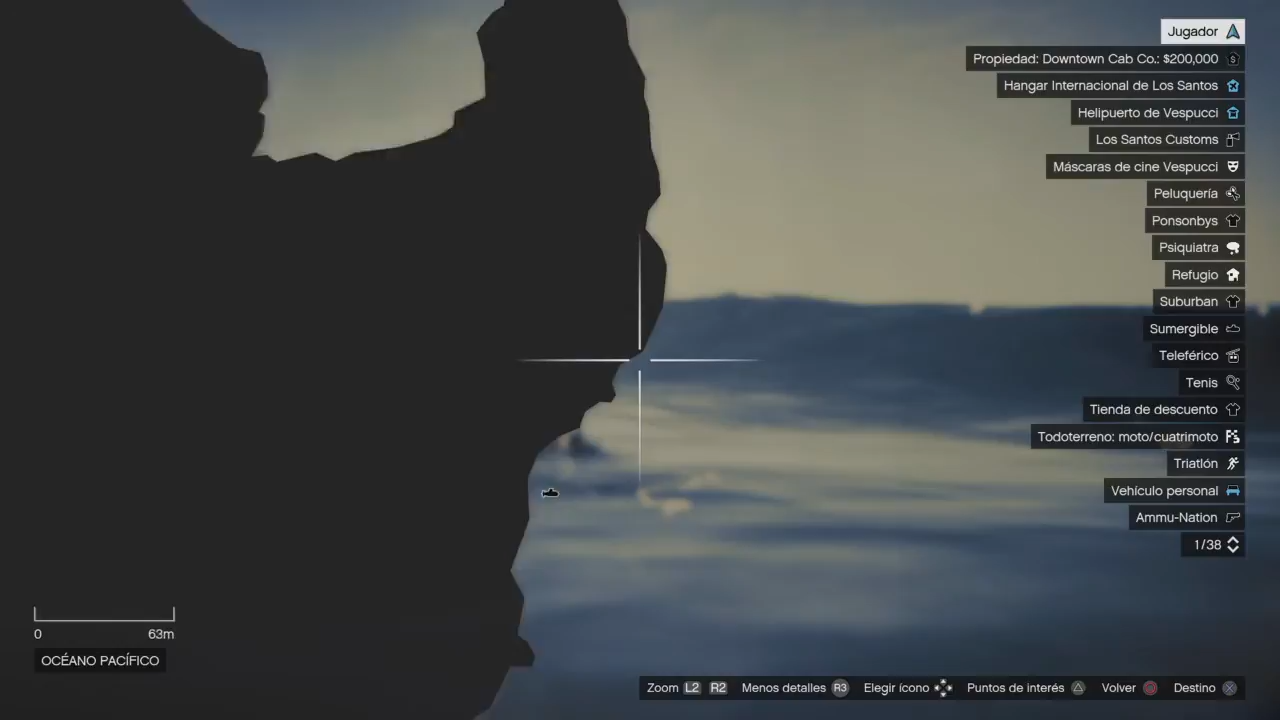 Jugador
Propiedad: Downtown Cab Co.: $200,000
Hangar Internacional de Los Santos
Helipuerto de Vespucci
Los Santos Customs
Máscaras de cine Vespucci
Peluquería
Ponsonbys
Psiquiatra
Refugio
Suburban
Sumergible
Teleférico
Tenis
Tienda de descuento
Todoterreno: moto/cuatrimoto
Triatlón
Vehículo personal
Ammu-Nation
1/38
0 63m
OCÉANO PACÍFICO
Zoom L2 R2 Menos detalles R3 Elegir ícono Puntos de interés Volver Destino